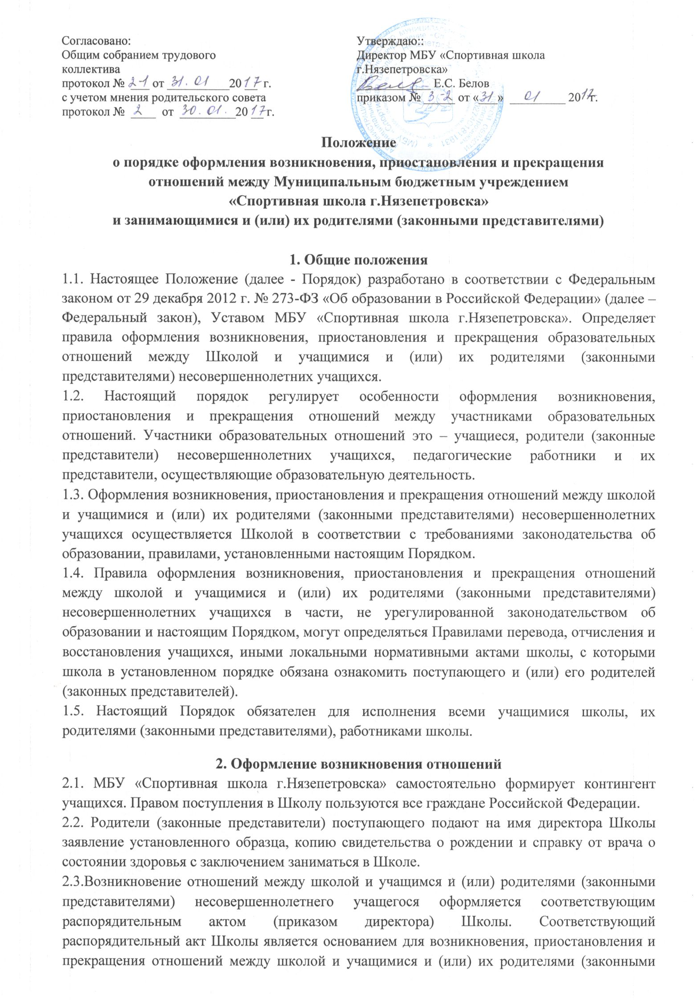 Согласовано:
Общим собранием трудового
коллектива
протокол № 2-1 от 31. 01 2017 г.
с учетом мнения родительского совета
протокол № 2 от 30.01. 2017г.
Утверждаю::
Директор МБУ «Спортивная школа
г.Нязепетровска»
Е.С. Белов
приказом № 3-2 от «31» 01 2017г.
Положение
о порядке оформления возникновения, приостановления и прекращения
отношений между Муниципальным бюджетным учреждением
«Спортивная школа г.Нязепетровска»
и занимающимися и (или) их родителями (законными представителями)
1. Общие положения
1.1. Настоящее Положение (далее - Порядок) разработано в соответствии с Федеральным
законом от 29 декабря 2012 г. № 273-ФЗ «Об образовании в Российской Федерации» (далее –
Федеральный закон), Уставом МБУ «Спортивная школа г.Нязепетровска». Определяет
правила оформления возникновения, приостановления и прекращения образовательных
отношений между Школой и учащимися и (или) их родителями (законными
представителями) несовершеннолетних учащихся.
1.2. Настоящий порядок регулирует особенности оформления возникновения,
приостановления и прекращения отношений между участниками образовательных
отношений. Участники образовательных отношений это – учащиеся, родители (законные
представители) несовершеннолетних учащихся, педагогические работники и их
представители, осуществляющие образовательную деятельность.
1.3. Оформления возникновения, приостановления и прекращения отношений между школой
и учащимися и (или) их родителями (законными представителями) несовершеннолетних
учащихся осуществляется Школой в соответствии с требованиями законодательства об
образовании, правилами, установленными настоящим Порядком.
1.4. Правила оформления возникновения, приостановления и прекращения отношений
между школой и учащимися и (или) их родителями (законными представителями)
несовершеннолетних учащихся в части, не урегулированной законодательством об
образовании и настоящим Порядком, могут определяться Правилами перевода, отчисления и
восстановления учащихся, иными локальными нормативными актами школы, с которыми
школа в установленном порядке обязана ознакомить поступающего и (или) его родителей
(законных представителей).
1.5. Настоящий Порядок обязателен для исполнения всеми учащимися школы, их
родителями (законными представителями), работниками школы.
2. Оформление возникновения отношений
2.1. МБУ «Спортивная школа г.Нязепетровска» самостоятельно формирует контингент
учащихся. Правом поступления в Школу пользуются все граждане Российской Федерации.
2.2. Родители (законные представители) поступающего подают на имя директора Школы
заявление установленного образца, копию свидетельства о рождении и справку от врача о
состоянии здоровья с заключением заниматься в Школе.
2.3.Возникновение отношений между школой и учащимся и (или) родителями (законными
представителями) несовершеннолетнего учащегося оформляется соответствующим
распорядительным актом (приказом директора) Школы. Соответствующий
распорядительный акт Школы является основанием для возникновения, приостановления и
прекращения отношений между школой и учащимися и (или) их родителями (законными